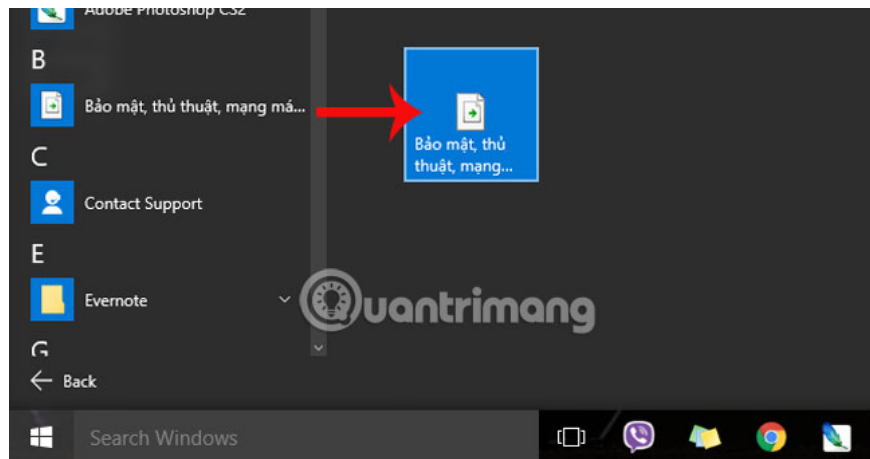 Adobe Photoshop CS2
B
Bảo mật, thủ thuật, mạng má...
C
Contact Support
E
Evernote
G
Back
Bảo mật, thủ
thuật, mạng...
Quantrimang
Search Windows